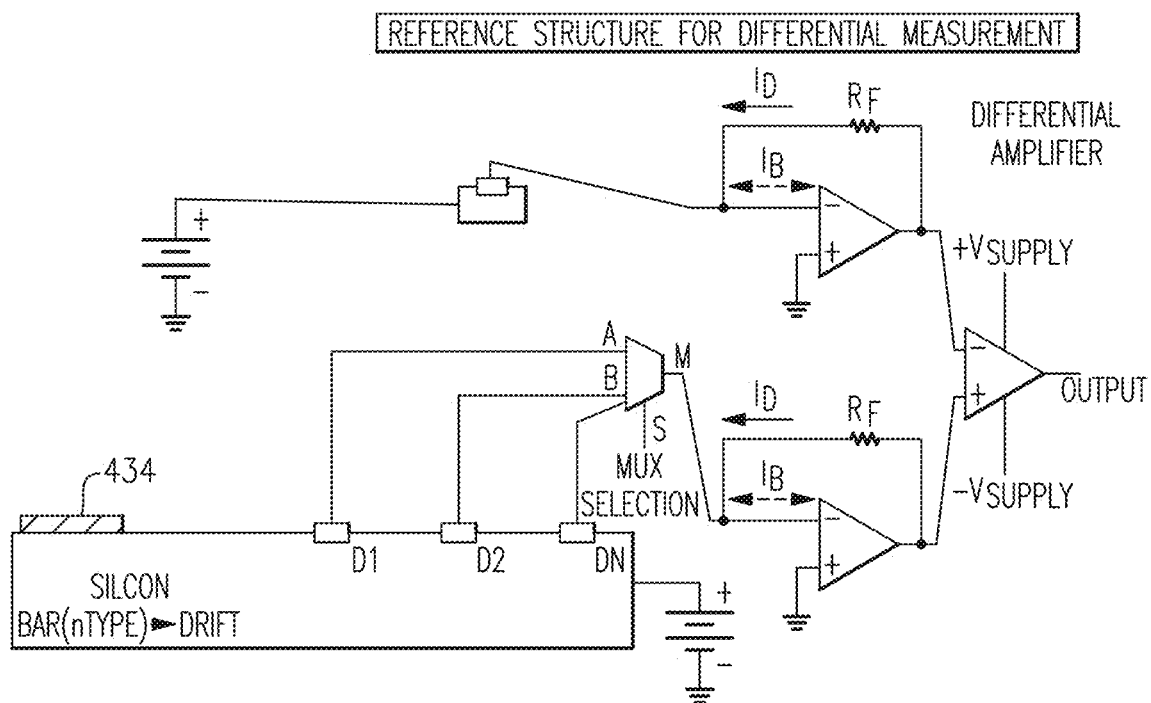 REFERENCE STRUCTURE FOR DIFFERENTIAL MEASUREMENT
ID
RF
DIFFERENTIAL
AMPLIFIER
IB
+
-
-
+
+VSUPPLY
A
M
B
-
+
OUTPUT
ID
RF
S
MUX
SELECTION
IB
-VSUPPLY
434
-
+
D1
D2
DN
SILCON
BAR(nTYPE) DRIFT
+
-